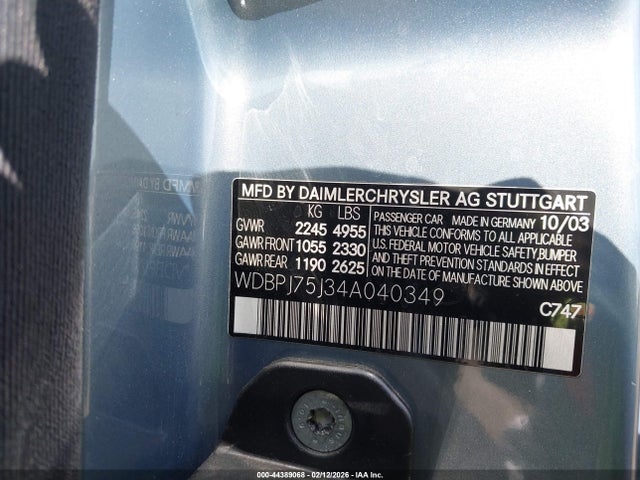 MFD BY DAIMLERCHRYSLER AG STUTTGART
KG LBS
GVWR 2245 4955
GAWR FRONT 1055 2330
GAWR REAR 1190 2625
PASSENGER CAR MADE IN GERMANY 10/03
THIS VEHICLE CONFORMS TO ALL APPLICABLE
U.S. FEDERAL MOTOR VEHICLE SAFETY,BUMPER
AND THEFT PREVENTION STANDARDS IN EFFECT
ON THE DATE OF MANUFACTURE SHOWN ABOVE
WDBPJ75J34A040349
C747
000-44389068 - 02/12/2026 - IAA Inc.